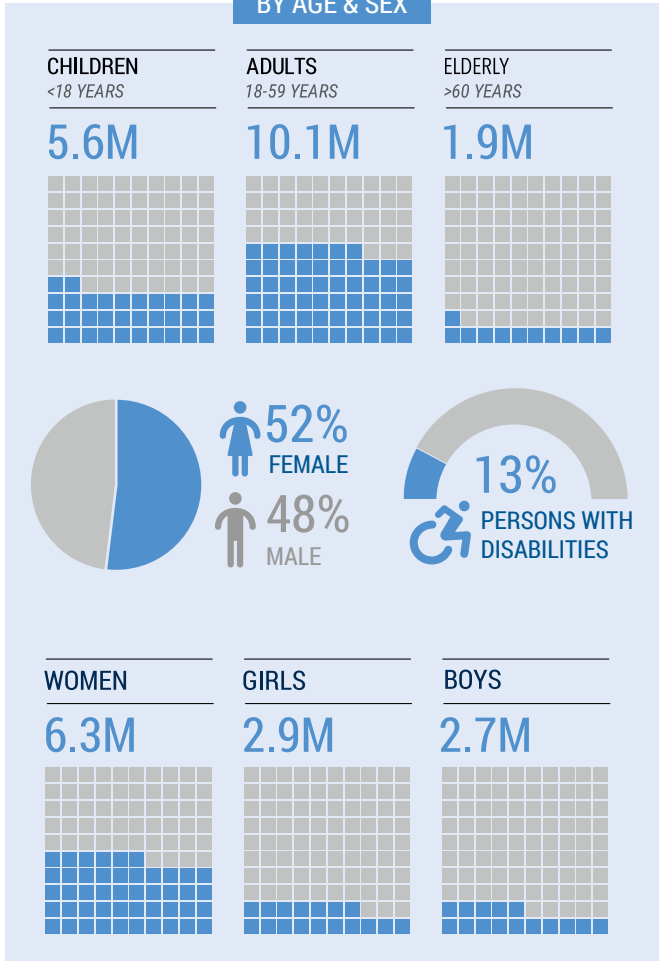 BY AGE & SEX
CHILDREN
<18 YEARS
5.6M
ADULTS
18-59 YEARS
10.1M
ELDERLY
>60 YEARS
1.9M
52%
FEMALE
48%
MALE
13%
PERSONS WITH
DISABILITIES
WOMEN
6.3M
GIRLS
2.9M
BOYS
2.7M